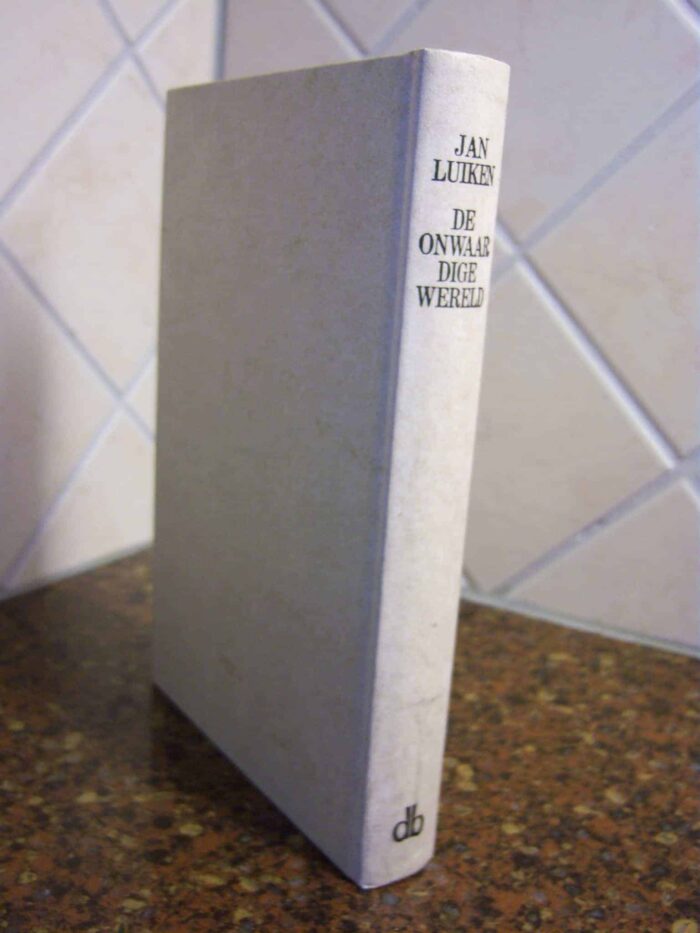 JAN
LUIKEN
DE
ONWAAR
DIGE
WERELD
db